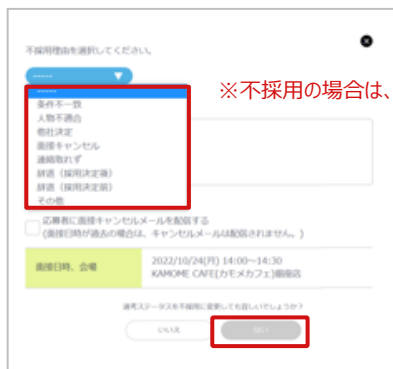 不採用理由を選択してください。
-----
※不採用の場合は、
-----
条件不一致
人物不適合
他社決定
面接キャンセル
連絡取れず
辞退（採用決定後）
辞退（採用決定前）
その他
応募者に面接キャンセルメールを配信する
(面接日時が過去の場合は、キャンセルメールは配信されません。)
面接日時、会場
2022/10/24(月) 14:00~14:30
KAMOME CAFE(カモメカフェ)銀座店
選考ステータスを不採用に変更しても宜しいでしょうか？
いいえ
はい